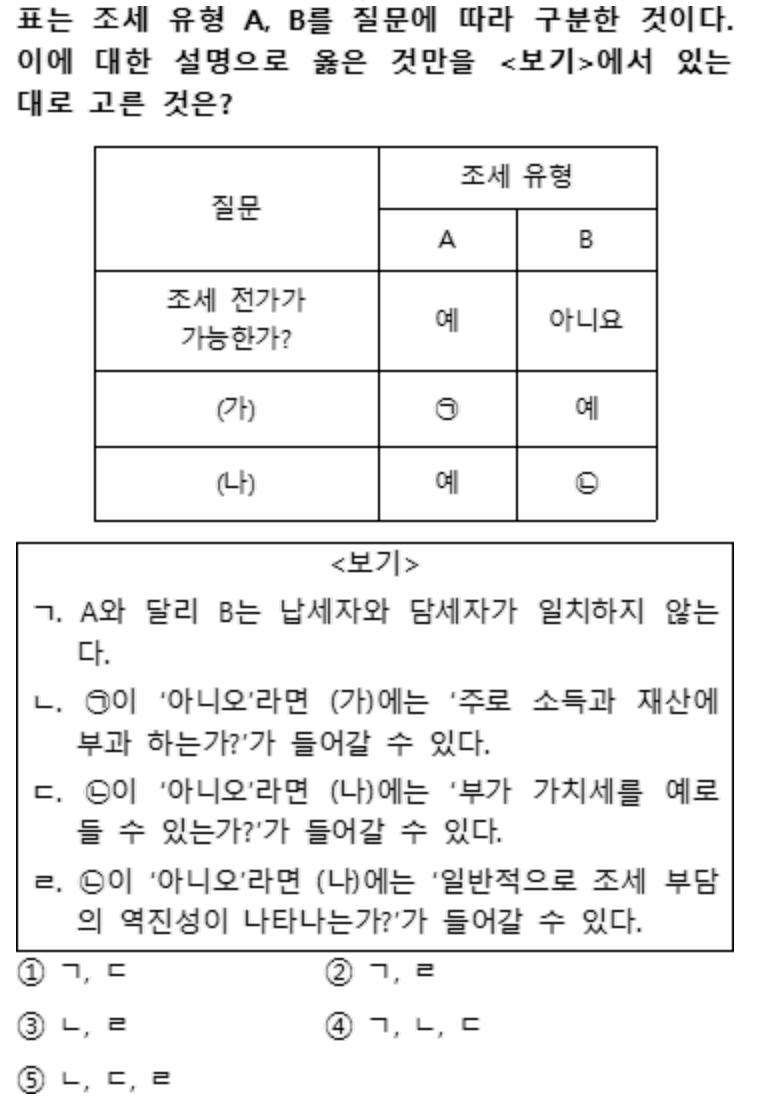 표는 조세 유형 A, B를 질문에 따라 구분한 것이다.
이에 대한 설명으로 옳은 것만을 <보기>에서 있는
대로 고른 것은?
질문
조세 유형
A B
조세 전가가
가능한가?
예 아니요
(가) ㉠ 예
(나) 예 ㉡
<보기>
ㄱ. A와 달리 B는 납세자와 담세자가 일치하지 않는
다.
ㄴ. ㉠이 '아니오'라면 (가)에는 '주로 소득과 재산에
부과 하는가?'가 들어갈 수 있다.
ㄷ. ㉡이 '아니오'라면 (나)에는 '부가 가치세를 예로
들 수 있는가?'가 들어갈 수 있다.
ㄹ. ㉡이 '아니오'라면 (나)에는 '일반적으로 조세 부담
의 역진성이 나타나는가?'가 들어갈 수 있다.
① ㄱ, ㄷ ② ㄱ, ㄹ
③ ㄴ, ㄹ ④ ㄱ, ㄴ, ㄷ
⑤ ㄴ, ㄷ, ㄹ